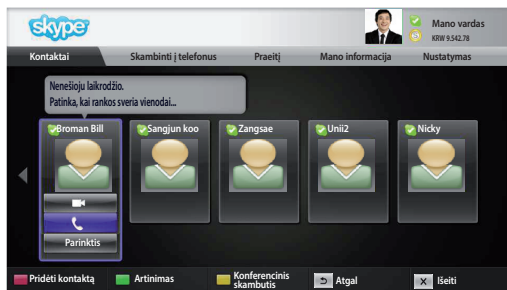 skype
Mano vardas
KRW 9.542.78
Kontaktai Skambinti į telefonus Praeitį Mano informacija Nustatymas
Nenešioju laikrodžio.
Patinka, kai rankos sveria vienodai...
Broman Bill Sangjun koo Zangsae Unii2 Nicky
Parinktis
Pridėti kontaktą Artinimas Konferencinis skambutis Atgal X Išeiti